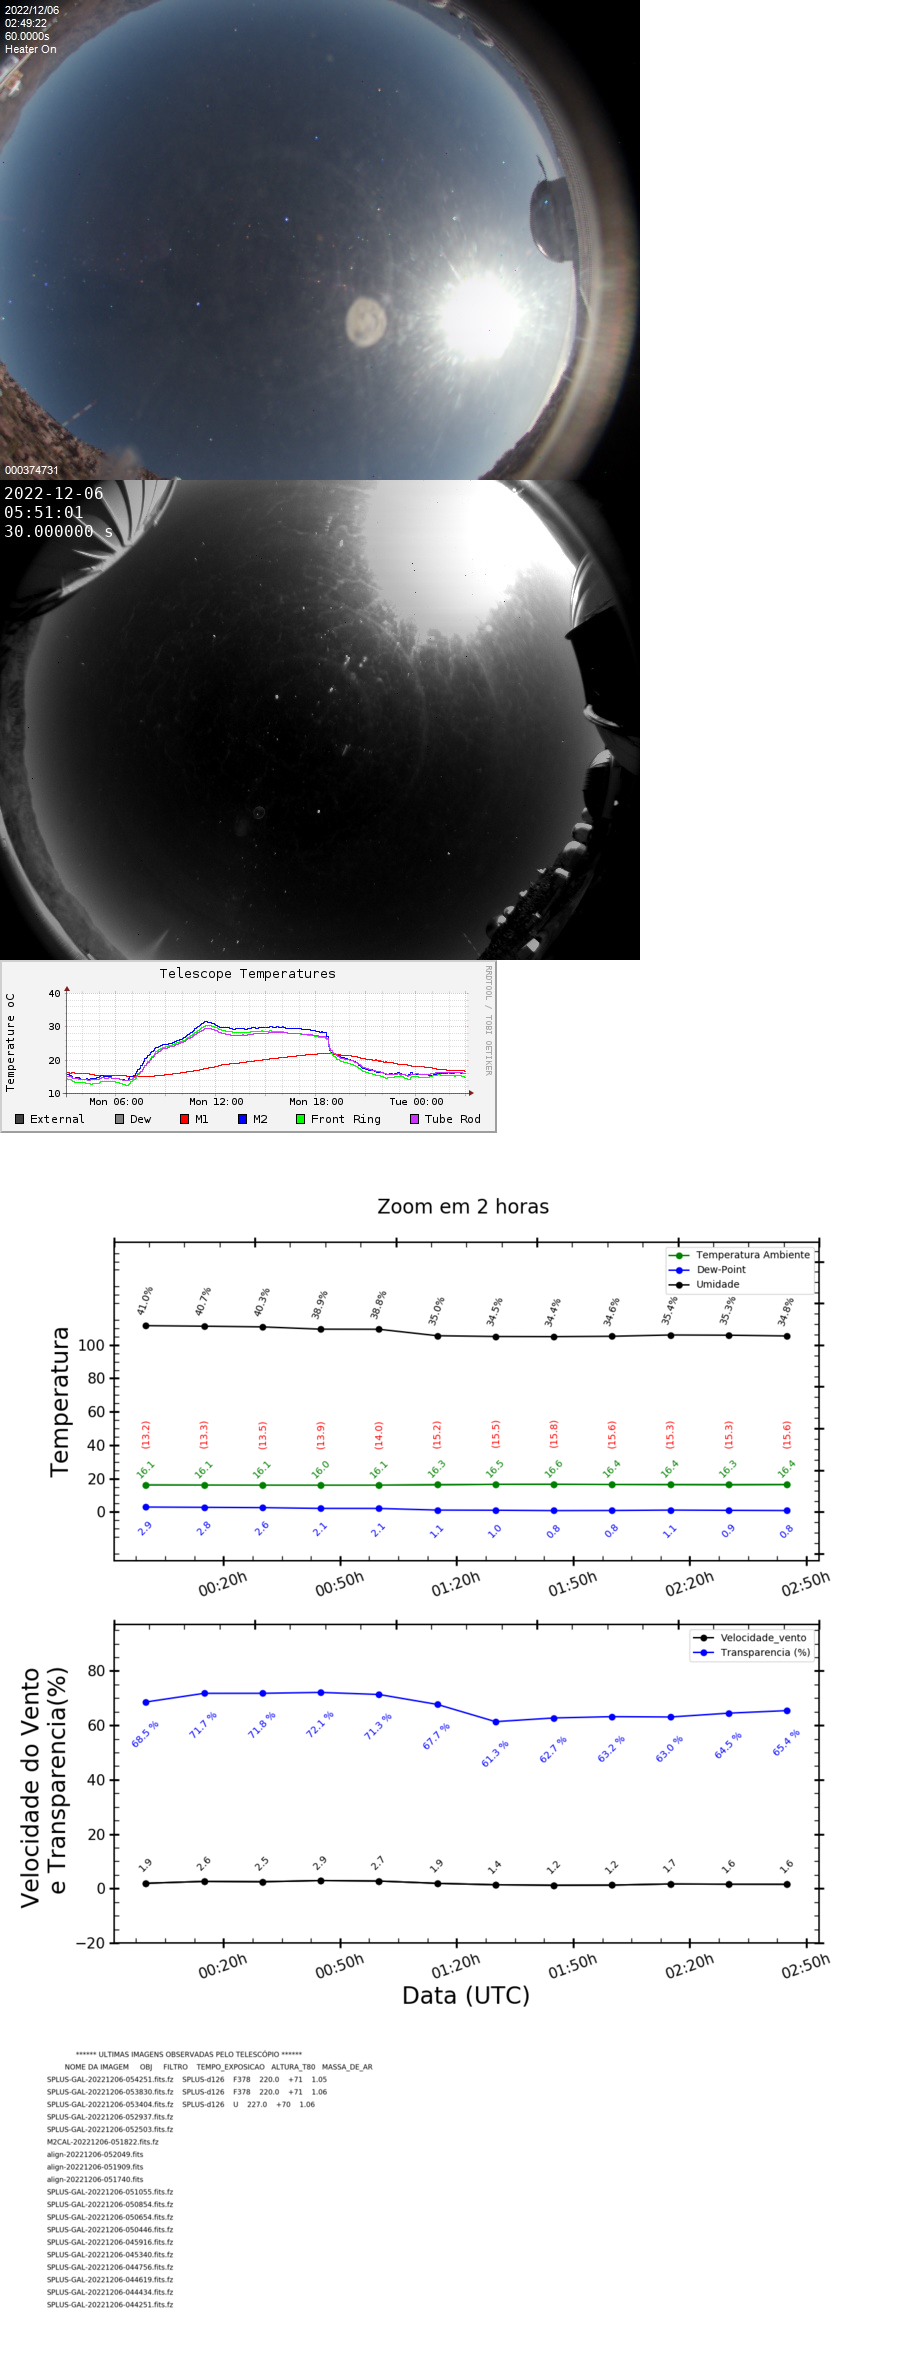 2022/12/06
02:49:22
60.0000s
Heater On
000374731
2022-12-06
05:51:01
30.000000 s
Telescope Temperatures
RRDTOOL / TOBI OETIKER
Temperature oC
40
30
20
10
Mon 06:00 Mon 12:00 Mon 18:00 Tue 00:00
External Dew M1 M2 Front Ring Tube Rod
Zoom em 2 horas
Temperatura Ambiente
Dew-Point
Umidade
41.0% 40.7% 40.3% 38.9% 38.8% 35.0% 34.5% 34.4% 34.6% 35.4% 35.3% 34.8%
Temperatura
100
80
60
40
20
0
(13.2) (13.3) (13.5) (13.9) (14.0) (15.2) (15.5) (15.8) (15.6) (15.3) (15.3) (15.6)
16.1 16.1 16.1 16.0 16.1 16.3 16.5 16.6 16.4 16.4 16.3 16.4
2.9 2.8 2.6 2.1 2.1 1.1 1.0 0.8 0.8 1.1 0.9 0.8
00:20h 00:50h 01:20h 01:50h 02:20h 02:50h
Velocidade_vento
Transparencia (%)
Velocidade do Vento
e Transparencia(%)
80
60
40
20
0
−20
68.5 % 71.7 % 71.8 % 72.1 % 71.3 % 67.7 % 61.3 % 62.7 % 63.2 % 63.0 % 64.5 % 65.4 %
1.9 2.6 2.5 2.9 2.7 1.9 1.4 1.2 1.2 1.7 1.6 1.6
00:20h 00:50h 01:20h 01:50h 02:20h 02:50h
Data (UTC)
****** ULTIMAS IMAGENS OBSERVADAS PELO TELESCÓPIO ******
NOME DA IMAGEM OBJ FILTRO TEMPO_EXPOSICAO ALTURA_T80 MASSA_DE_AR
SPLUS-GAL-20221206-054251.fits.fz SPLUS-d126 F378 220.0 +71 1.05
SPLUS-GAL-20221206-053830.fits.fz SPLUS-d126 F378 220.0 +71 1.06
SPLUS-GAL-20221206-053404.fits.fz SPLUS-d126 U 227.0 +70 1.06
SPLUS-GAL-20221206-052937.fits.fz
SPLUS-GAL-20221206-052503.fits.fz
M2CAL-20221206-051822.fits.fz
align-20221206-052049.fits
align-20221206-051909.fits
align-20221206-051740.fits
SPLUS-GAL-20221206-051055.fits.fz
SPLUS-GAL-20221206-050854.fits.fz
SPLUS-GAL-20221206-050654.fits.fz
SPLUS-GAL-20221206-050446.fits.fz
SPLUS-GAL-20221206-045916.fits.fz
SPLUS-GAL-20221206-045340.fits.fz
SPLUS-GAL-20221206-044756.fits.fz
SPLUS-GAL-20221206-044619.fits.fz
SPLUS-GAL-20221206-044434.fits.fz
SPLUS-GAL-20221206-044251.fits.fz